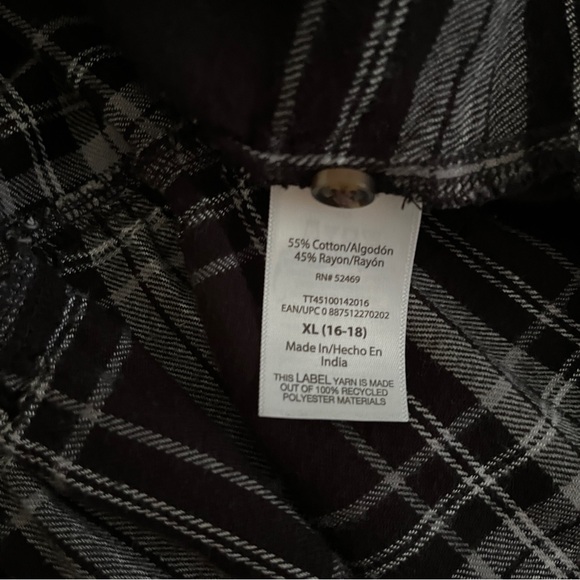 55% Cotton/Algodón
45% Rayon/Rayón
RN# 52469
TT45100142016
EAN/UPC 0 887512270202
XL (16-18)
Made In/Hecho En
India
THIS LABEL YARN IS MADE
OUT OF 100% RECYCLED
POLYESTER MATERIALS